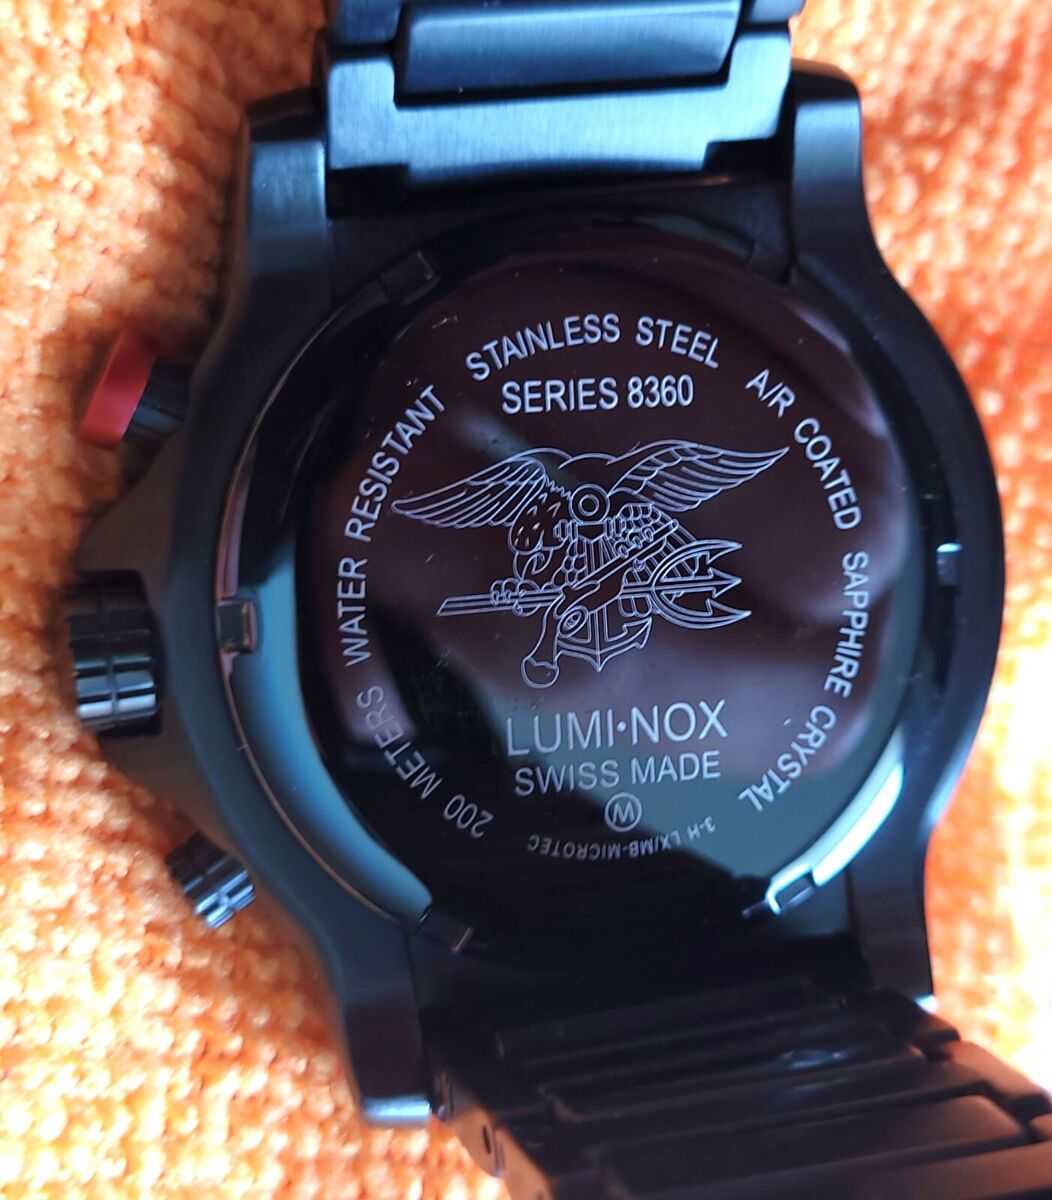 200 METERS WATER RESISTANT STAINLESS STEEL AIR COATED SAPPHIRE CRYSTAL
SERIES 8360
LUMI·NOX
SWISS MADE
M
3-H LX/MB-MICROTEC